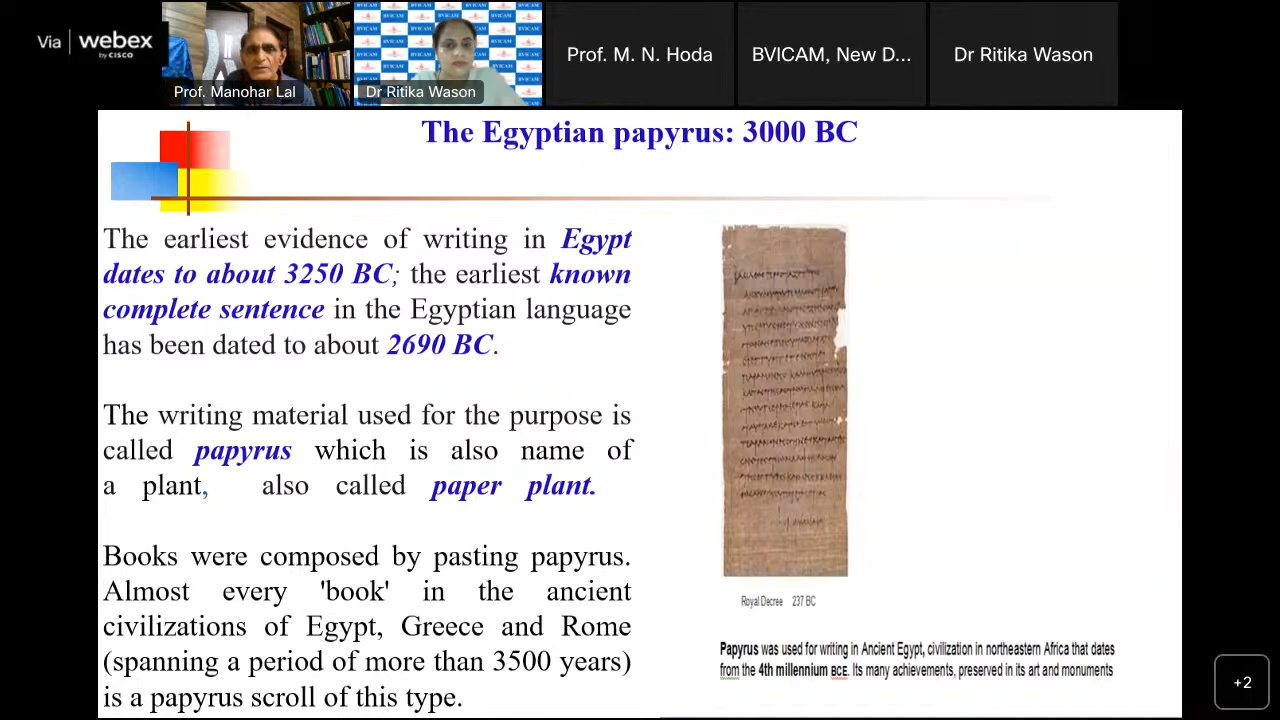 Via webex
by CISCO
Prof. Manohar Lal
Dr Ritika Wason
Prof. M. N. Hoda
BVICAM, New D...
Dr Ritika Wason
The Egyptian papyrus: 3000 BC
The earliest evidence of writing in Egypt
dates to about 3250 BC; the earliest known
complete sentence in the Egyptian language
has been dated to about 2690 BC.
The writing material used for the purpose is
called papyrus which is also name of
a plant, also called paper plant.
Books were composed by pasting papyrus.
Almost every 'book' in the ancient
civilizations of Egypt, Greece and Rome
(spanning a period of more than 3500 years)
is a papyrus scroll of this type.
Royal Decree 237 BC
Papyrus was used for writing in Ancient Egypt, civilization in northeastern Africa that dates
from the 4th millennium BCE. Its many achievements, preserved in its art and monuments
+2